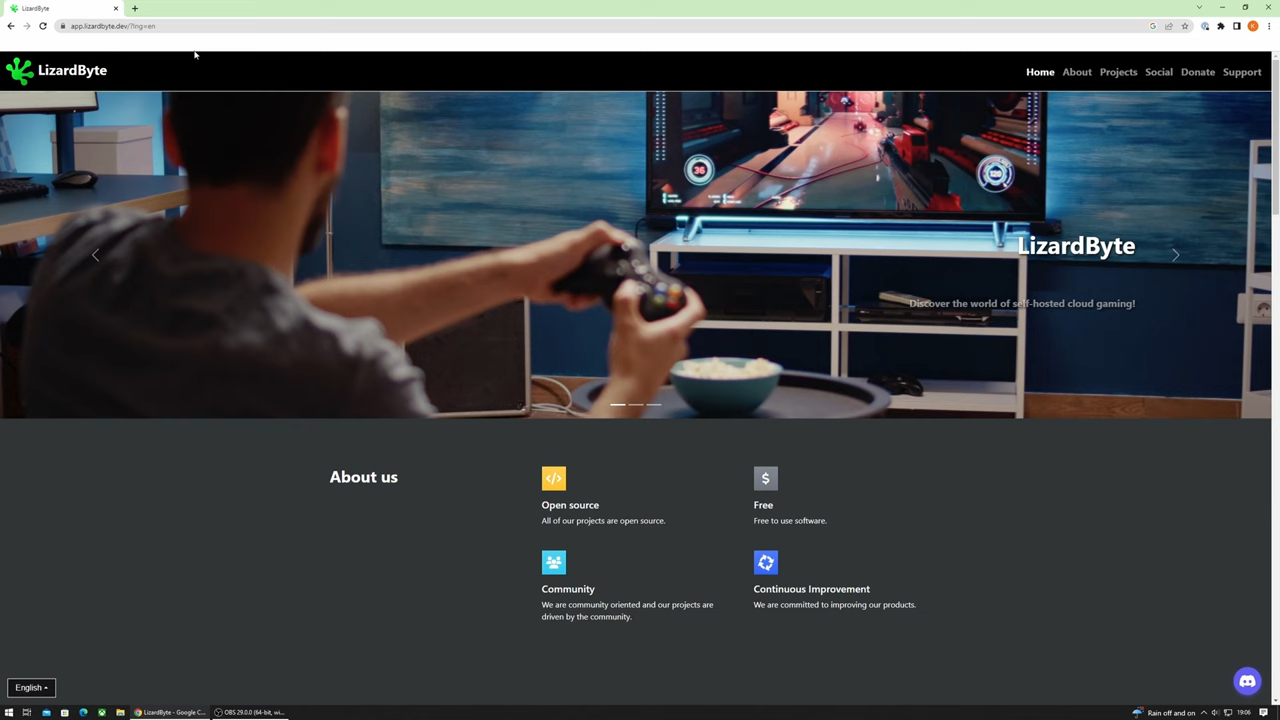 LizardByte
app.lizardbyte.dev/?lng=en
K
LizardByte
Home About Projects Social Donate Support
36
120
LizardByte
Discover the world of self-hosted cloud gaming!
About us
</>
Open source
All of our projects are open source.
$
Free
Free to use software.
Community
We are community oriented and our projects are
driven by the community.
Continuous Improvement
We are committed to improving our products.
English
LizardByte - Google C...
OBS 29.0.0 (64-bit, wi...
Rain off and on
19:06